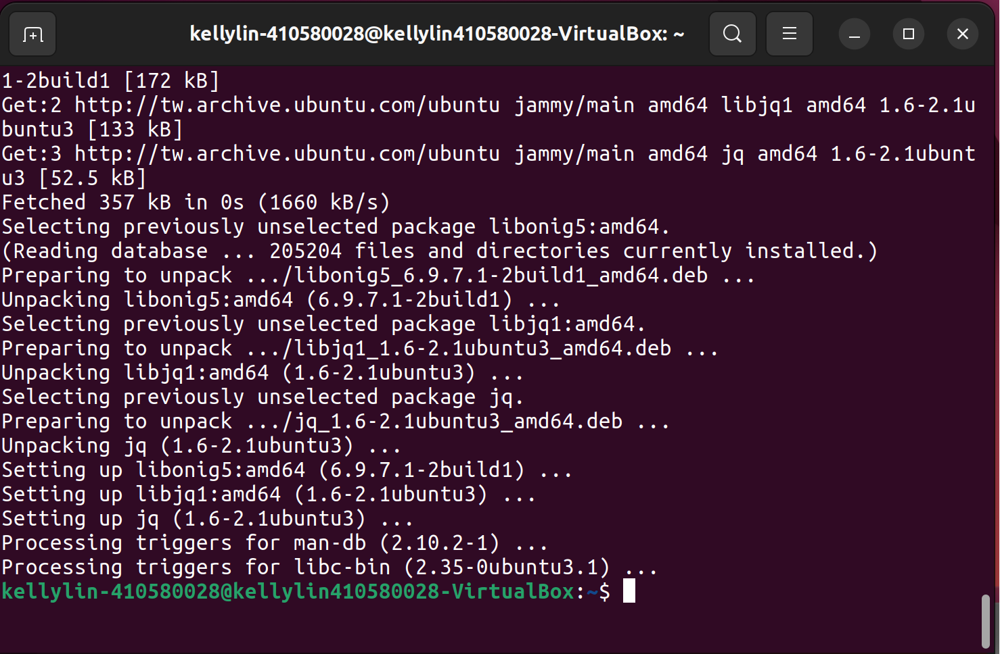 kellylin-410580028@kellylin410580028-VirtualBox: ~
1-2build1 [172 kB]
Get:2 http://tw.archive.ubuntu.com/ubuntu jammy/main amd64 libjq1 amd64 1.6-2.1u
buntu3 [133 kB]
Get:3 http://tw.archive.ubuntu.com/ubuntu jammy/main amd64 jq amd64 1.6-2.1ubunt
u3 [52.5 kB]
Fetched 357 kB in 0s (1660 kB/s)
Selecting previously unselected package libonig5:amd64.
(Reading database ... 205204 files and directories currently installed.)
Preparing to unpack .../libonig5_6.9.7.1-2build1_amd64.deb ...
Unpacking libonig5:amd64 (6.9.7.1-2build1) ...
Selecting previously unselected package libjq1:amd64.
Preparing to unpack .../libjq1_1.6-2.1ubuntu3_amd64.deb ...
Unpacking libjq1:amd64 (1.6-2.1ubuntu3) ...
Selecting previously unselected package jq.
Preparing to unpack .../jq_1.6-2.1ubuntu3_amd64.deb ...
Unpacking jq (1.6-2.1ubuntu3) ...
Setting up libonig5:amd64 (6.9.7.1-2build1) ...
Setting up libjq1:amd64 (1.6-2.1ubuntu3) ...
Setting up jq (1.6-2.1ubuntu3) ...
Processing triggers for man-db (2.10.2-1) ...
Processing triggers for libc-bin (2.35-0ubuntu3.1) ...
kellylin-410580028@kellylin410580028-VirtualBox:~$